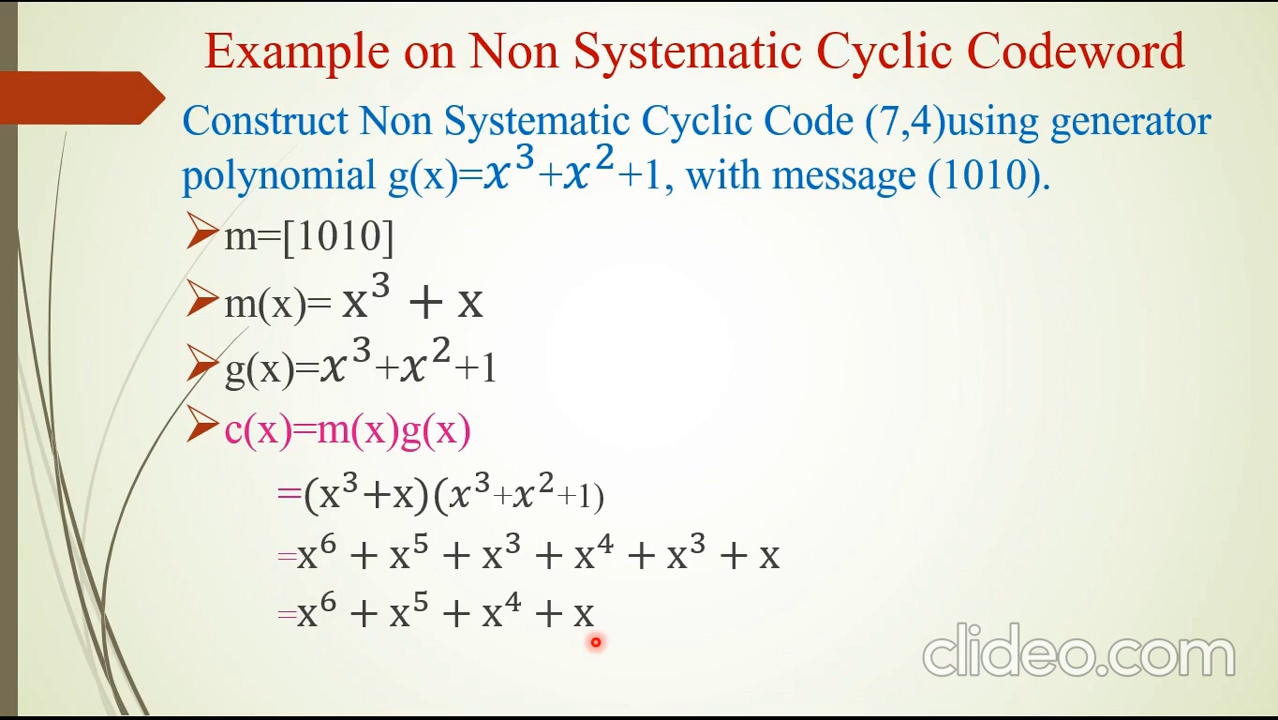 Example on Non Systematic Cyclic Codeword
Construct Non Systematic Cyclic Code (7,4)using generator
polynomial g(x)=x³+x²+1, with message (1010).
m=[1010]
m(x)= x³ + x
g(x)=x³+x²+1
c(x)=m(x)g(x)
=(x³+x)(x³+x²+1)
=x⁶ + x⁵ + x³ + x⁴ + x³ + x
=x⁶ + x⁵ + x⁴ + x
clideo.com